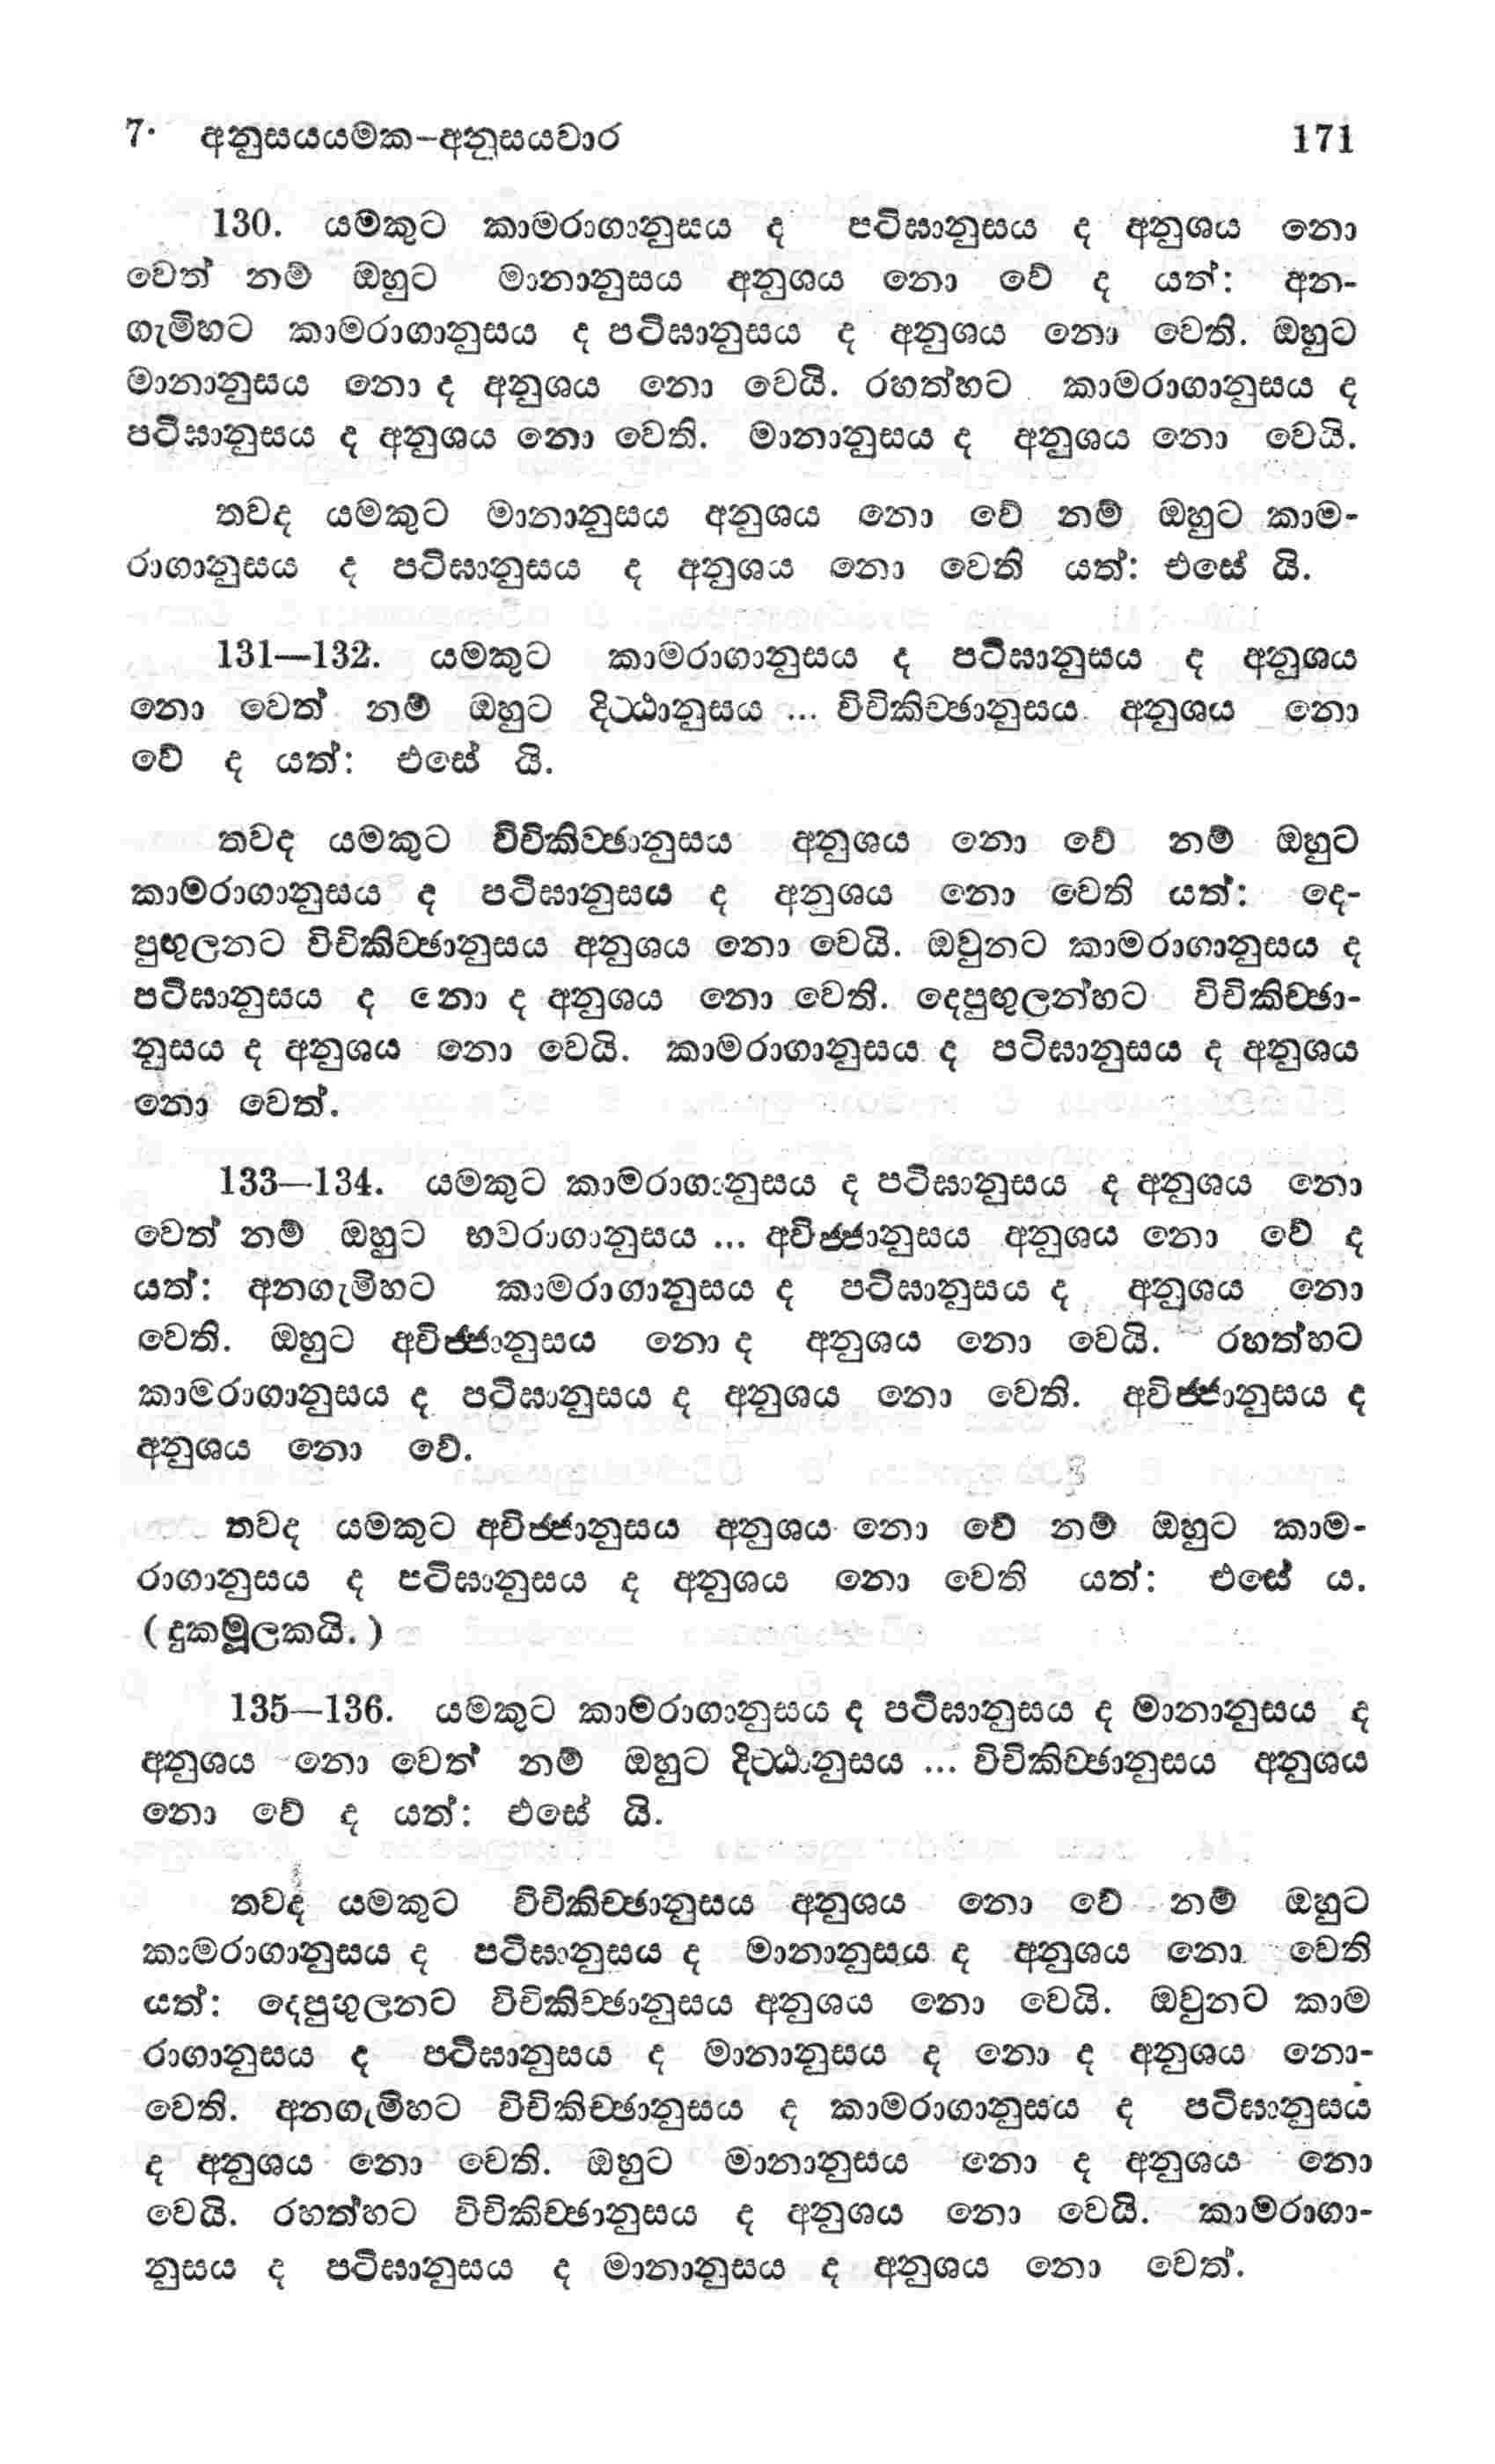 7. අනුසයයමක-අනුසයවාර 171
130. යමකුට කාමරාගානුසය ද පටිඝානුසය ද අනුශය නො
වෙත් නම් ඔහුට මානානුසය අනුශය නො වේ ද යත්: අන-
ගැමිහට කාමරාගානුසය ද පටිඝානුසය ද අනුශය නො වෙති. ඔහුට
මානානුසය නො ද අනුශය නො වෙයි. රහත්හට කාමරාගානුසය ද
පටිඝානුසය ද අනුශය නො වෙති. මානානුසය ද අනුශය නො වෙයි.
තවද යමකුට මානානුසය අනුශය නො වේ නම් ඔහුට කාම-
රාගානුසය ද පටිඝානුසය ද අනුශය නො වෙති යත්: එසේ යි.
131—132. යමකුට කාමරාගානුසය ද පටිඝානුසය ද අනුශය
නො වෙත් නම් ඔහුට දිට්ඨානුසය ... විචිකිච්ඡානුසය අනුශය නො
වේ ද යත්: එසේ යි.
තවද යමකුට විචිකිච්ඡානුසය අනුශය නො වේ නම් ඔහුට
කාමරාගානුසය ද පටිඝානුසය ද අනුශය නො වෙති යත්: දෙ-
පුඟුලනට විචිකිච්ඡානුසය අනුශය නො වෙයි. ඔවුනට කාමරාගානුසය ද
පටිඝානුසය ද නො ද අනුශය නො වෙති. දෙපුඟුලන්හට විචිකිච්ඡා-
නුසය ද අනුශය නො වෙයි. කාමරාගානුසය ද පටිඝානුසය ද අනුශය
නො වෙත්.
133—134. යමකුට කාමරාගානුසය ද පටිඝානුසය ද අනුශය නො
වෙත් නම් ඔහුට භවරාගානුසය ... අවිජ්ජානුසය අනුශය නො වේ ද
යත්: අනගැමිහට කාමරාගානුසය ද පටිඝානුසය ද අනුශය නො
වෙති. ඔහුට අවිජ්ජානුසය නො ද අනුශය නො වෙයි. රහත්හට
කාමරාගානුසය ද පටිඝානුසය ද අනුශය නො වෙති. අවිජ්ජානුසය ද
අනුශය නො වේ.
තවද යමකුට අවිජ්ජානුසය අනුශය නො වේ නම් ඔහුට කාම-
රාගානුසය ද පටිඝානුසය ද අනුශය නො වෙති යත්: එසේ ය.
(දුකමූලකයි.)
135—136. යමකුට කාමරාගානුසය ද පටිඝානුසය ද මානානුසය ද
අනුශය නො වෙත් නම් ඔහුට දිට්ඨානුසය ... විචිකිච්ඡානුසය අනුශය
නො වේ ද යත්: එසේ යි.
තවද යමකුට විචිකිච්ඡානුසය අනුශය නො වේ නම් ඔහුට
කාමරාගානුසය ද පටිඝානුසය ද මානානුසය ද අනුශය නො වෙති
යත්: දෙපුඟුලනට විචිකිච්ඡානුසය අනුශය නො වෙයි. ඔවුනට කාම
රාගානුසය ද පටිඝානුසය ද මානානුසය ද නො ද අනුශය නො-
වෙති. අනගැමිහට විචිකිච්ඡානුසය ද කාමරාගානුසය ද පටිඝානුසය
ද අනුශය නො වෙති. ඔහුට මානානුසය නො ද අනුශය නො
වෙයි. රහත්හට විචිකිච්ඡානුසය ද අනුශය නො වෙයි. කාමරාගා-
නුසය ද පටිඝානුසය ද මානානුසය ද අනුශය නො වෙත්.